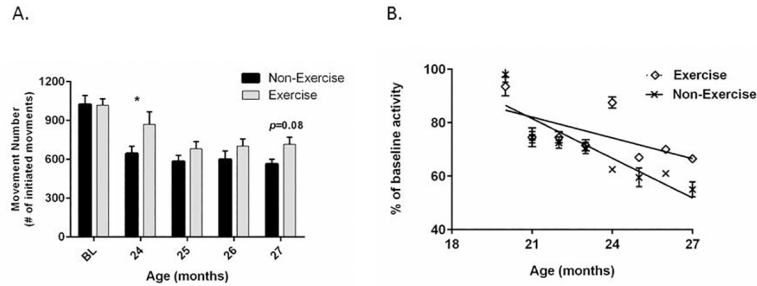 A.
Non-Exercise
Exercise
1200
900
600
300
0
*
p=0.08
Movement Number
(# of initiated movments)
BL
24
25
26
27
Age (months)
B.
Exercise
Non-Exercise
100
80
60
40
% of baseline activity
18
21
24
27
Age (months)